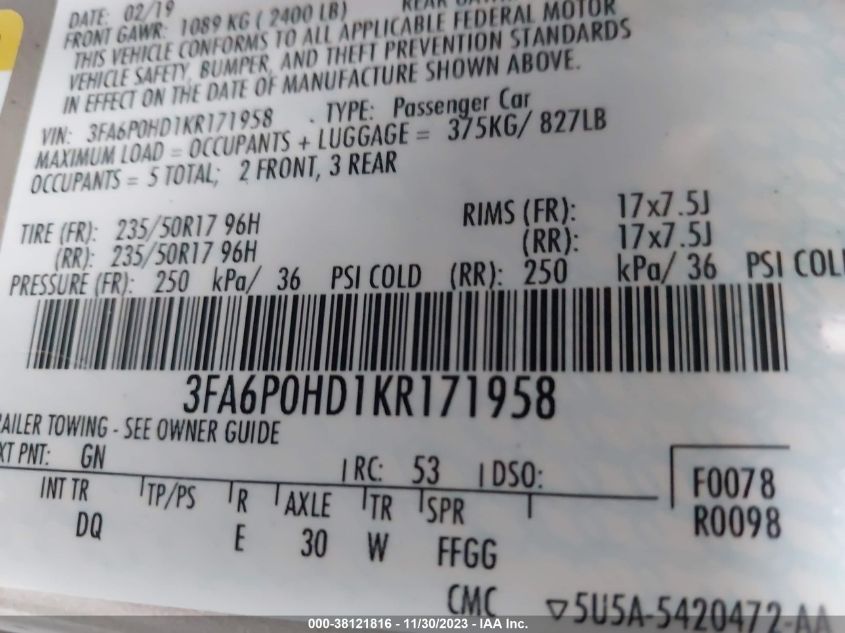 DATE: 02/19
FRONT GAWR: 1089 KG ( 2400 LB)
THIS VEHICLE CONFORMS TO ALL APPLICABLE FEDERAL MOTOR
VEHICLE SAFETY, BUMPER, AND THEFT PREVENTION STANDARDS
IN EFFECT ON THE DATE OF MANUFACTURE SHOWN ABOVE.
VIN: 3FA6P0HD1KR171958 TYPE: Passenger Car
MAXIMUM LOAD = OCCUPANTS + LUGGAGE = 375KG/ 827LB
OCCUPANTS = 5 TOTAL; 2 FRONT, 3 REAR
TIRE (FR): 235/50R17 96H RIMS (FR): 17x7.5J
(RR): 235/50R17 96H (RR): 17x7.5J
PRESSURE (FR): 250 kPa/ 36 PSI COLD (RR): 250 kPa/ 36 PSI COL
3FA6P0HD1KR171958
AILER TOWING - SEE OWNER GUIDE
XT PNT: GN RC: 53 DSO:
F0078
R0098
INT TR TP/PS R AXLE TR SPR
DQ E 30 W FFGG
CMC ▽5U5A-5420472-AA
000-38121816 - 11/30/2023 - IAA Inc.